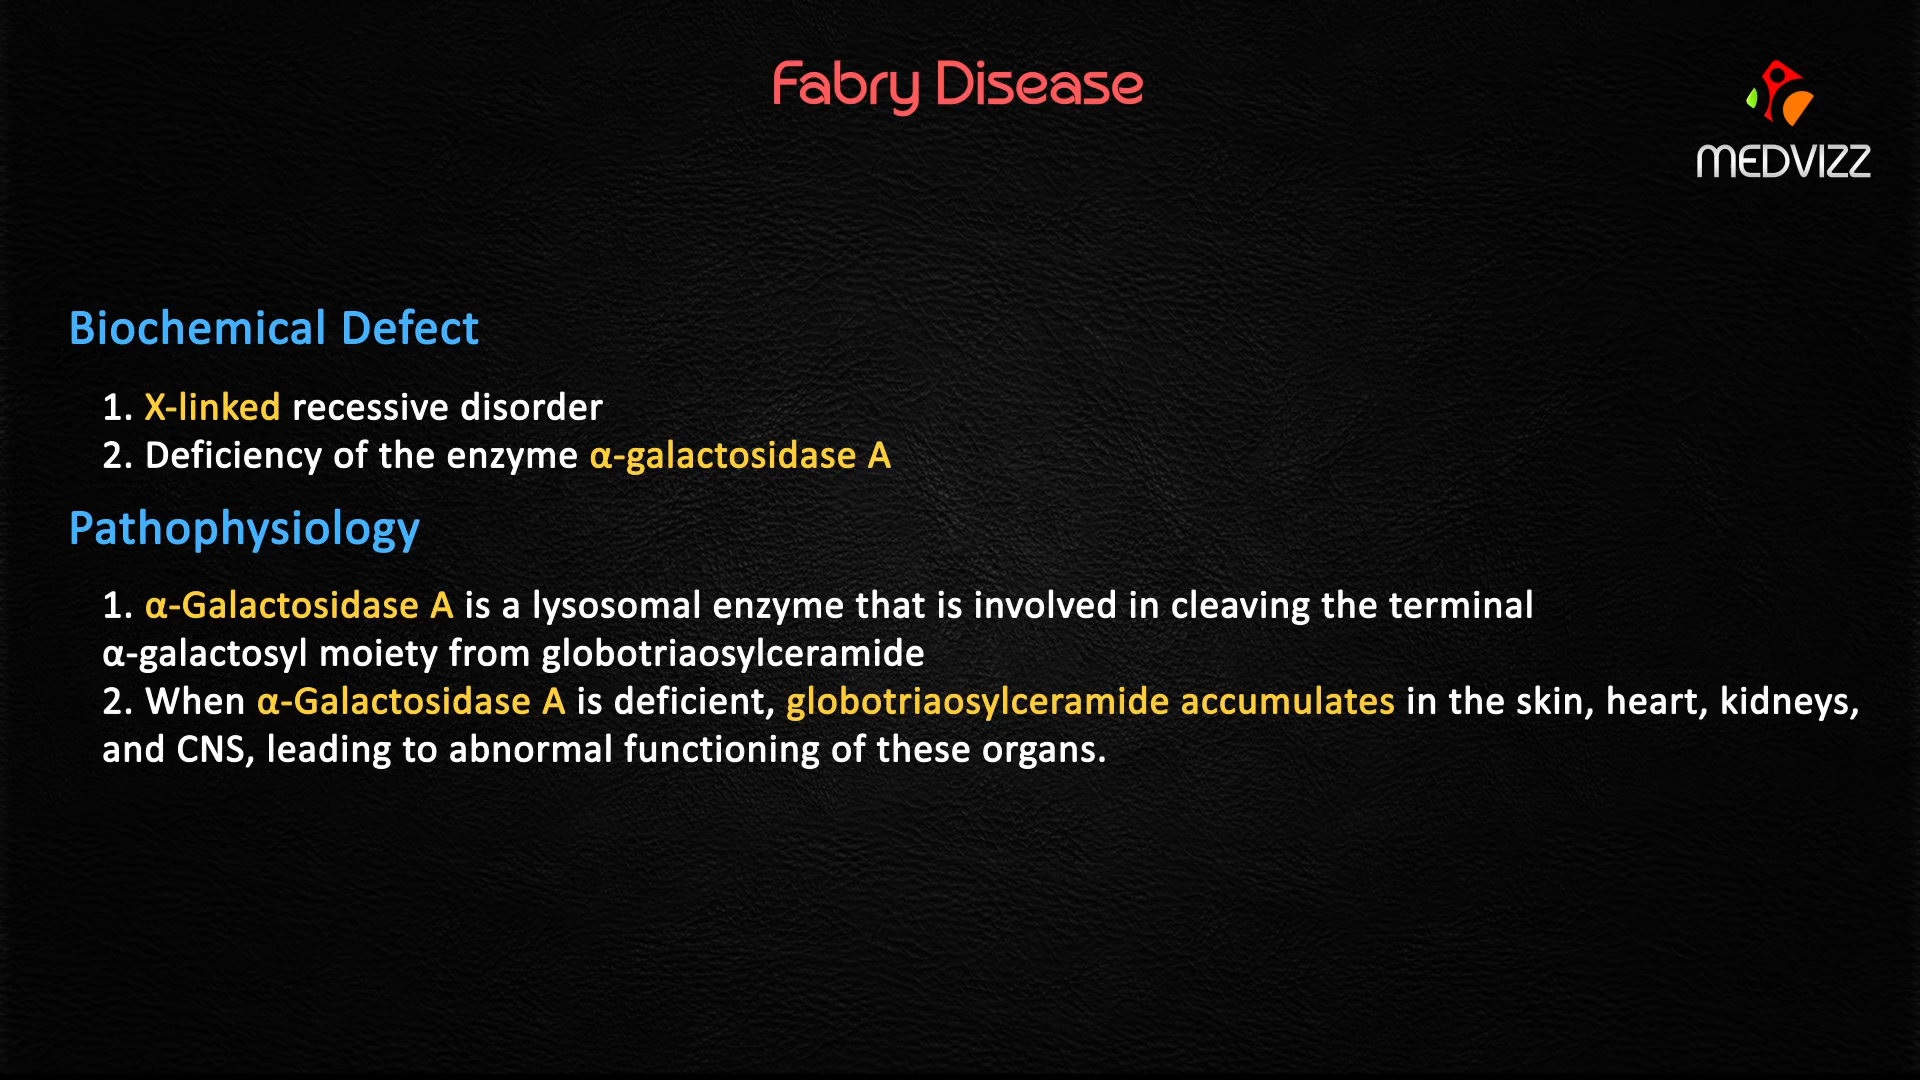 Fabry Disease
MEDVIZZ
Biochemical Defect
1. X-linked recessive disorder
2. Deficiency of the enzyme α-galactosidase A
Pathophysiology
1. α-Galactosidase A is a lysosomal enzyme that is involved in cleaving the terminal
α-galactosyl moiety from globotriaosylceramide
2. When α-Galactosidase A is deficient, globotriaosylceramide accumulates in the skin, heart, kidneys,
and CNS, leading to abnormal functioning of these organs.